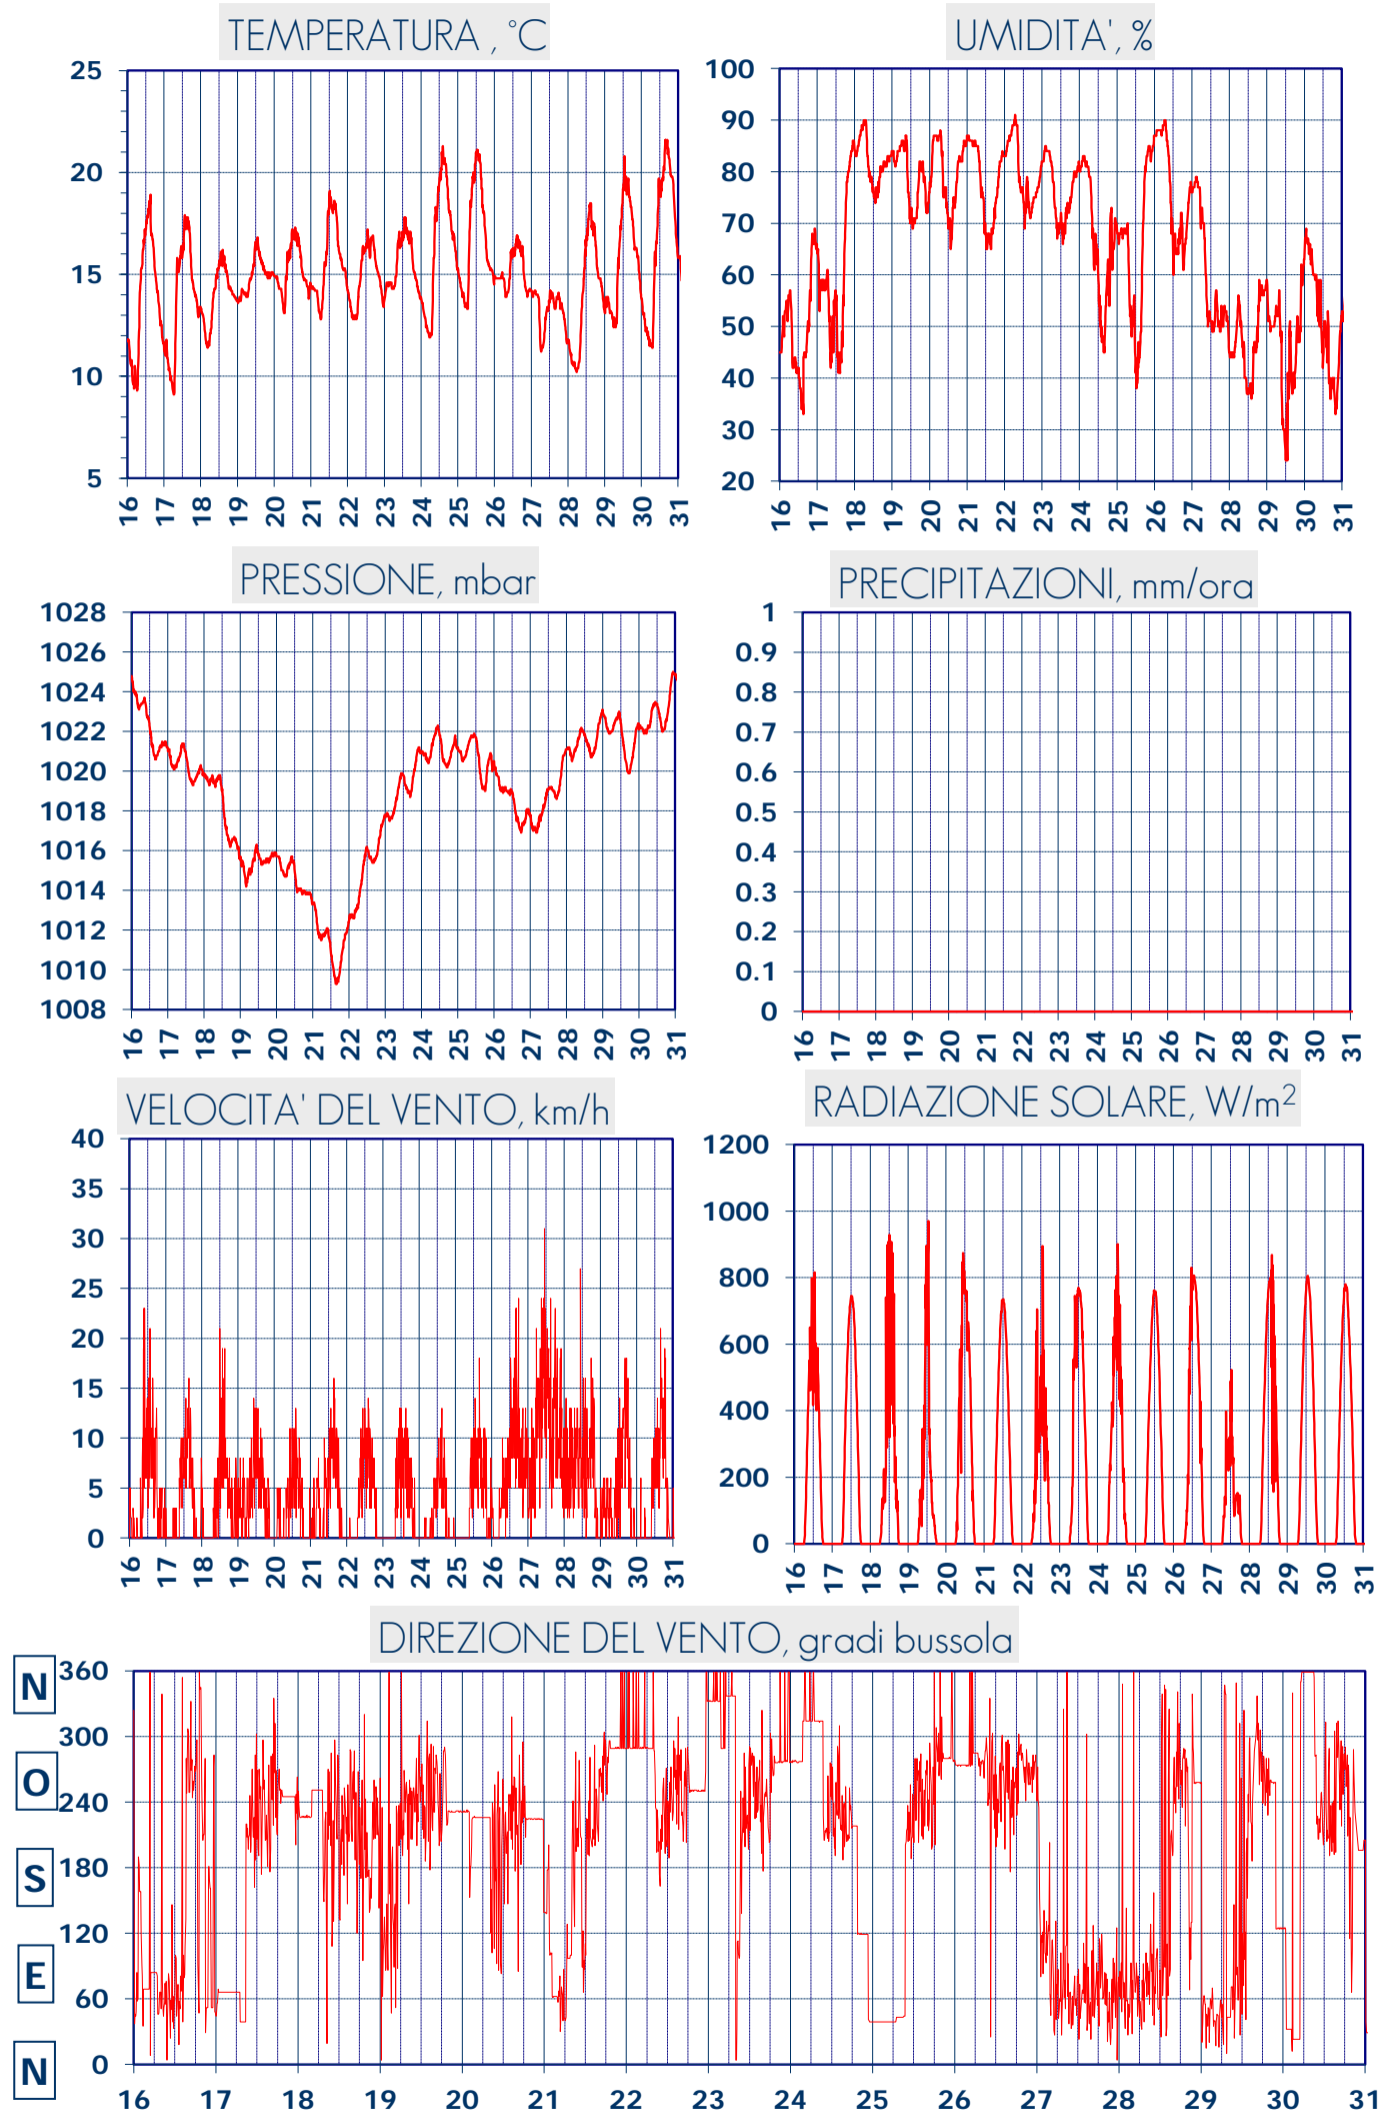 TEMPERATURA , °C
25
20
15
10
5
16 17 18 19 20 21 22 23 24 25 26 27 28 29 30 31
UMIDITA', %
100
90
80
70
60
50
40
30
20
16 17 18 19 20 21 22 23 24 25 26 27 28 29 30 31
PRESSIONE, mbar
1028
1026
1024
1022
1020
1018
1016
1014
1012
1010
1008
16 17 18 19 20 21 22 23 24 25 26 27 28 29 30 31
PRECIPITAZIONI, mm/ora
1
0.9
0.8
0.7
0.6
0.5
0.4
0.3
0.2
0.1
0
16 17 18 19 20 21 22 23 24 25 26 27 28 29 30 31
VELOCITA' DEL VENTO, km/h
40
35
30
25
20
15
10
5
0
16 17 18 19 20 21 22 23 24 25 26 27 28 29 30 31
RADIAZIONE SOLARE, W/m²
1200
1000
800
600
400
200
0
16 17 18 19 20 21 22 23 24 25 26 27 28 29 30 31
DIREZIONE DEL VENTO, gradi bussola
N 360
300
O 240
S 180
120
E 60
N 0
16 17 18 19 20 21 22 23 24 25 26 27 28 29 30 31